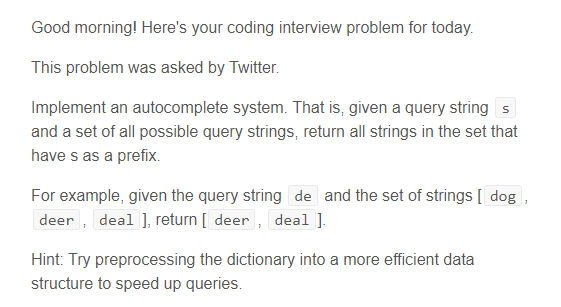 Good morning! Here's your coding interview problem for today.
This problem was asked by Twitter.
Implement an autocomplete system. That is, given a query string s
and a set of all possible query strings, return all strings in the set that
have s as a prefix.
For example, given the query string de and the set of strings [ dog ,
deer , deal ], return [ deer , deal ].
Hint: Try preprocessing the dictionary into a more efficient data
structure to speed up queries.